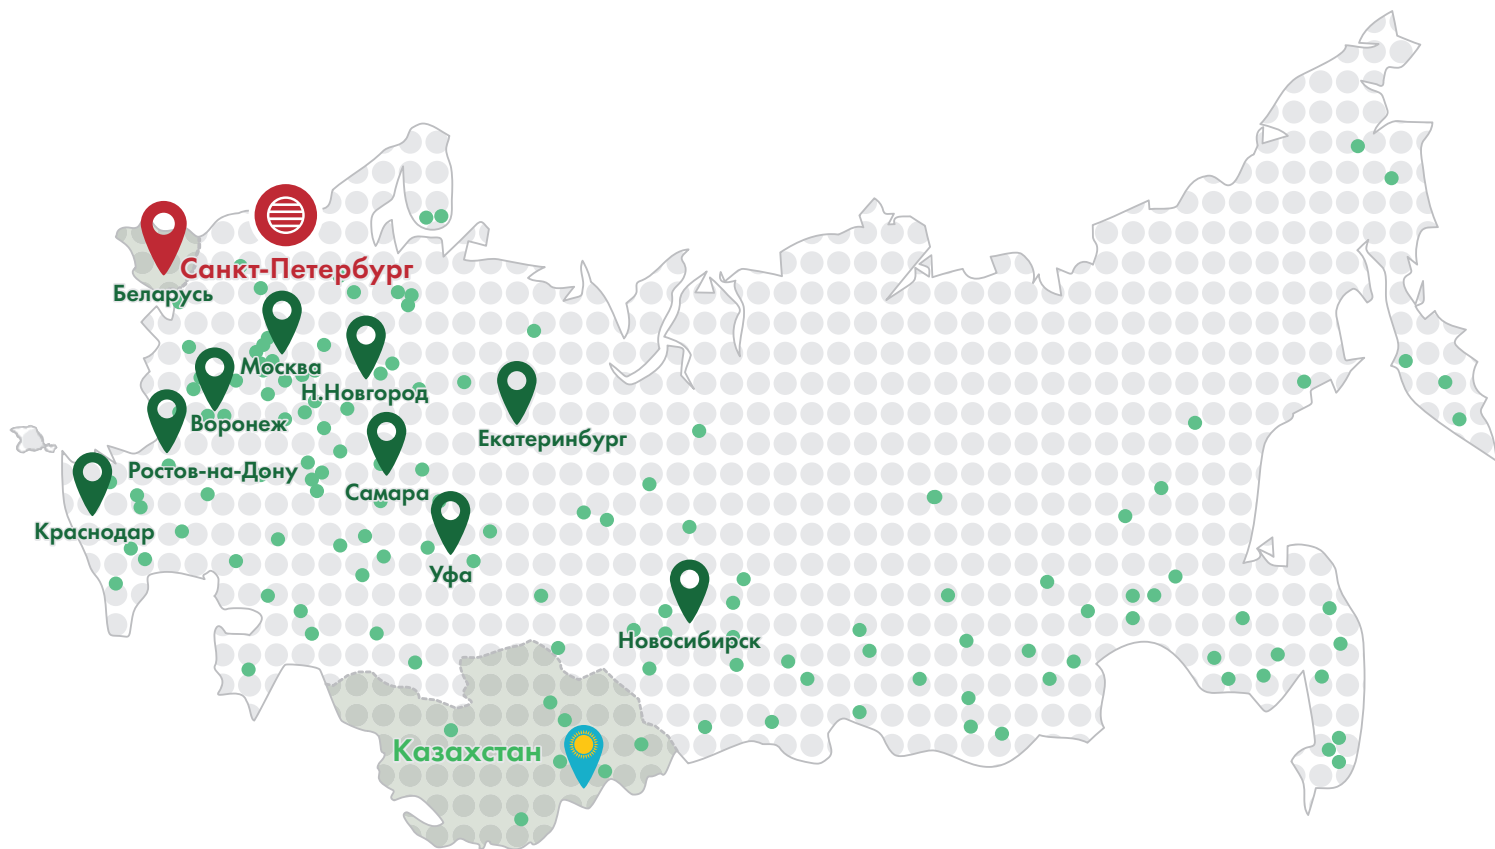 Санкт-Петербург
Беларусь
Москва
Н.Новгород
Воронеж
Екатеринбург
Ростов-на-Дону
Самара
Краснодар
Уфа
Новосибирск
Казахстан